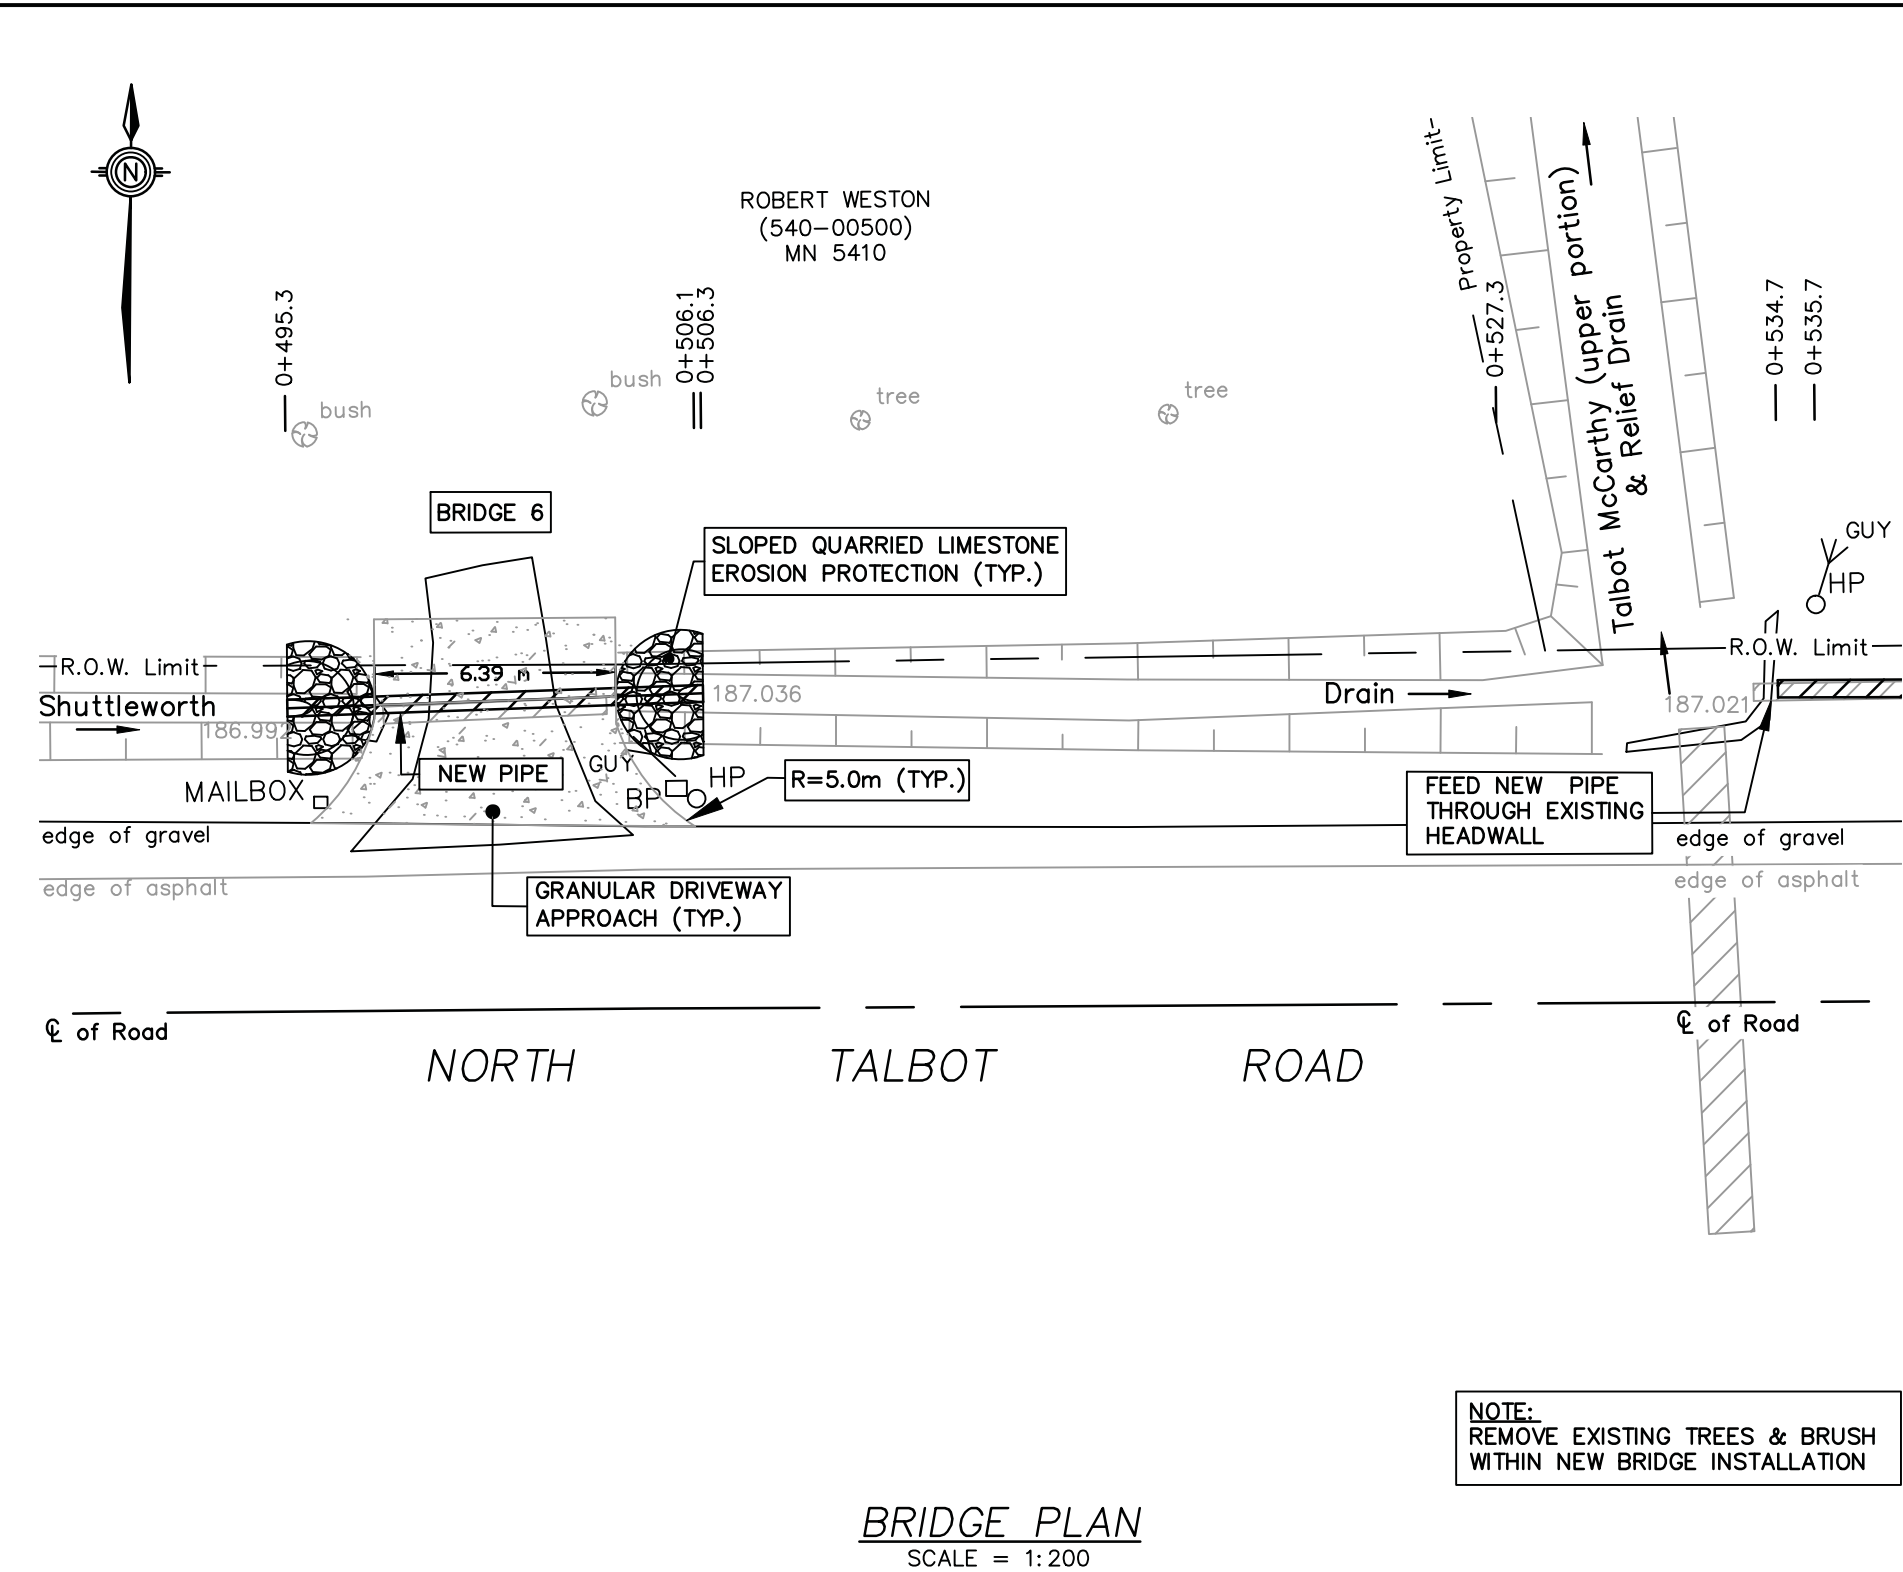 N
ROBERT WESTON
(540-00500)
MN 5410
Property Limit
0+495.3
0+506.1
0+506.3
0+527.3
0+534.7
0+535.7
Talbot McCarthy (upper portion)
& Relief Drain
bush
bush
tree
tree
BRIDGE 6
SLOPED QUARRIED LIMESTONE
EROSION PROTECTION (TYP.)
GUY
HP
R.O.W. Limit
R.O.W. Limit
6.39 m
187.036
Shuttleworth
Drain
187.021
186.992
NEW PIPE
GUY
HP
BP
MAILBOX
R=5.0m (TYP.)
FEED NEW PIPE
THROUGH EXISTING
HEADWALL
edge of gravel
edge of gravel
edge of asphalt
edge of asphalt
GRANULAR DRIVEWAY
APPROACH (TYP.)
℄ of Road
℄ of Road
NORTH TALBOT ROAD
NOTE:
REMOVE EXISTING TREES & BRUSH
WITHIN NEW BRIDGE INSTALLATION
BRIDGE PLAN
SCALE = 1:200